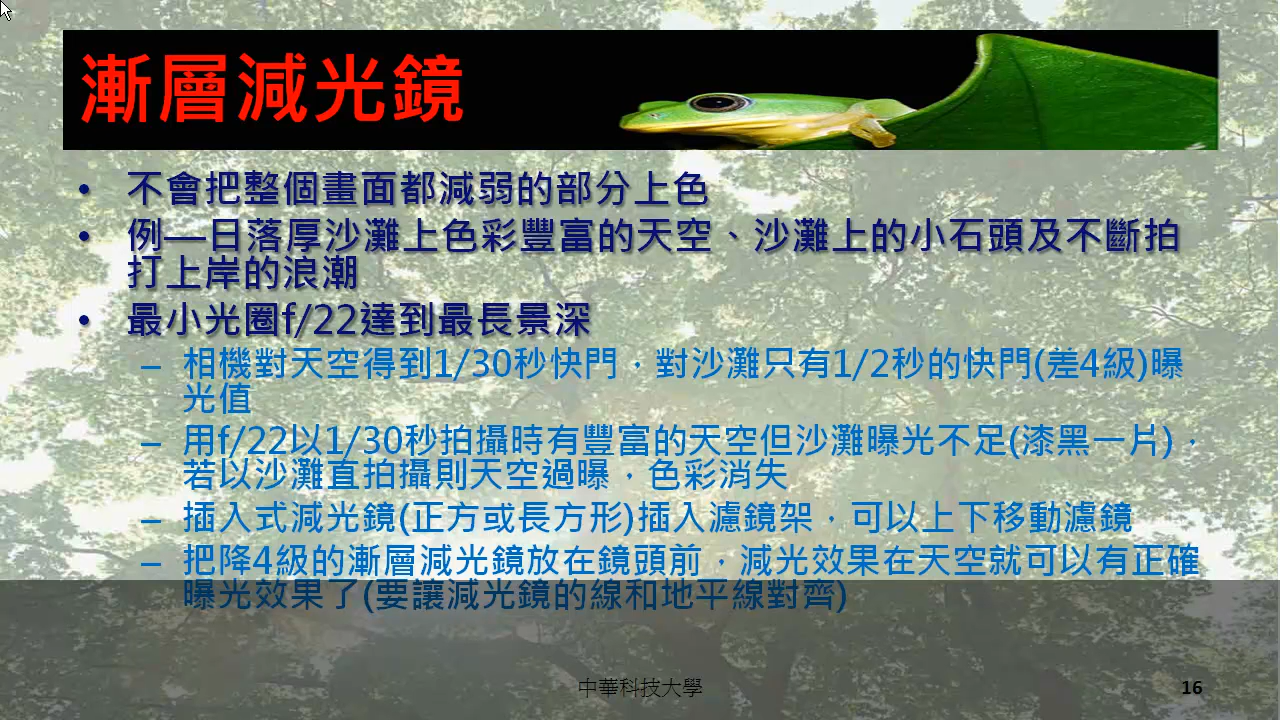 漸層減光鏡
• 不會把整個畫面都減弱的部分上色
• 例—日落厚沙灘上色彩豐富的天空、沙灘上的小石頭及不斷拍
打上岸的浪潮
• 最小光圈f/22達到最長景深
– 相機對天空得到1/30秒快門，對沙灘只有1/2秒的快門(差4級)曝
光值
– 用f/22以1/30秒拍攝時有豐富的天空但沙灘曝光不足(漆黑一片)，
若以沙灘直拍攝則天空過曝，色彩消失
– 插入式減光鏡(正方或長方形)插入濾鏡架，可以上下移動濾鏡
– 把降4級的漸層減光鏡放在鏡頭前，減光效果在天空就可以有正確
曝光效果了(要讓減光鏡的線和地平線對齊)
中華科技大學
16